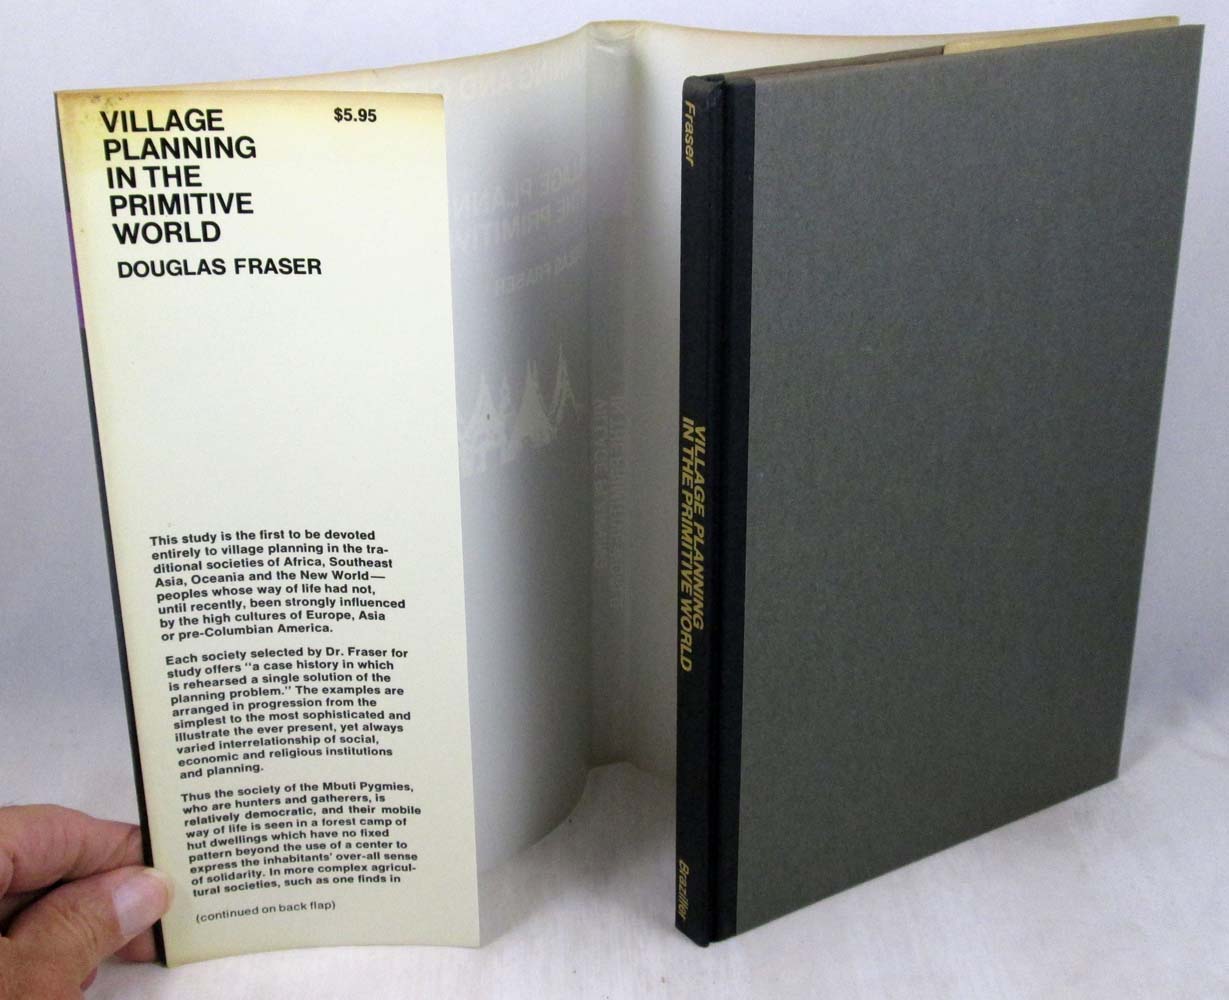 VILLAGE
PLANNING
IN THE
PRIMITIVE
WORLD
$5.95
DOUGLAS FRASER
This study is the first to be devoted
entirely to village planning in the tra-
ditional societies of Africa, Southeast
Asia, Oceania and the New World—
peoples whose way of life had not,
until recently, been strongly influenced
by the high cultures of Europe, Asia
or pre-Columbian America.
Each society selected by Dr. Fraser for
study offers "a case history in which
is rehearsed a single solution of the
planning problem." The examples are
arranged in progression from the
simplest to the most sophisticated and
illustrate the ever present, yet always
varied interrelationship of social,
economic and religious institutions
and planning.
Thus the society of the Mbuti Pygmies,
who are hunters and gatherers, is
relatively democratic, and their mobile
way of life is seen in a forest camp of
hut dwellings which have no fixed
pattern beyond the use of a center to
express the inhabitants' over-all sense
of solidarity. In more complex agricul-
tural societies, such as one finds in
(continued on back flap)
Fraser
VILLAGE PLANNING
IN THE PRIMITIVE WORLD
Braziller